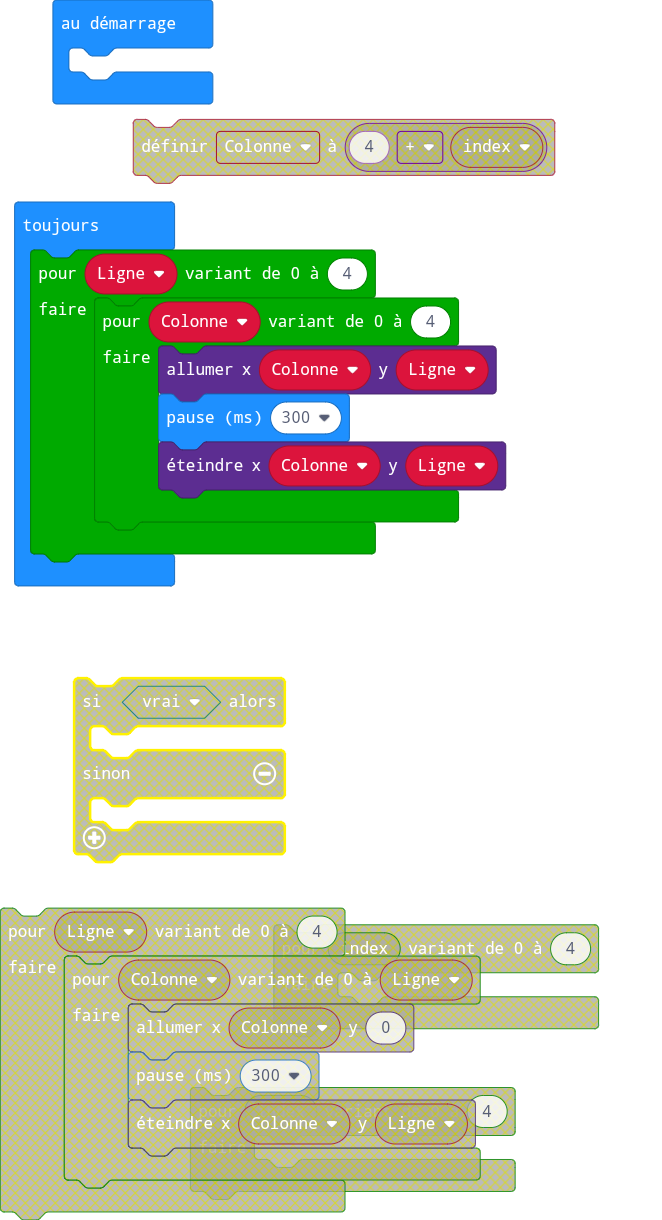 au démarrage
définir Colonne à 4 + index
toujours
pour Ligne variant de 0 à 4
faire
pour Colonne variant de 0 à 4
faire
allumer x Colonne y Ligne
pause (ms) 300
éteindre x Colonne y Ligne
si vrai alors
sinon
pour Ligne variant de 0 à 4
index variant de 0 à 4
faire
pour Colonne variant de 0 à Ligne
faire
allumer x Colonne y 0
pause (ms) 300
4
éteindre x Colonne y Ligne